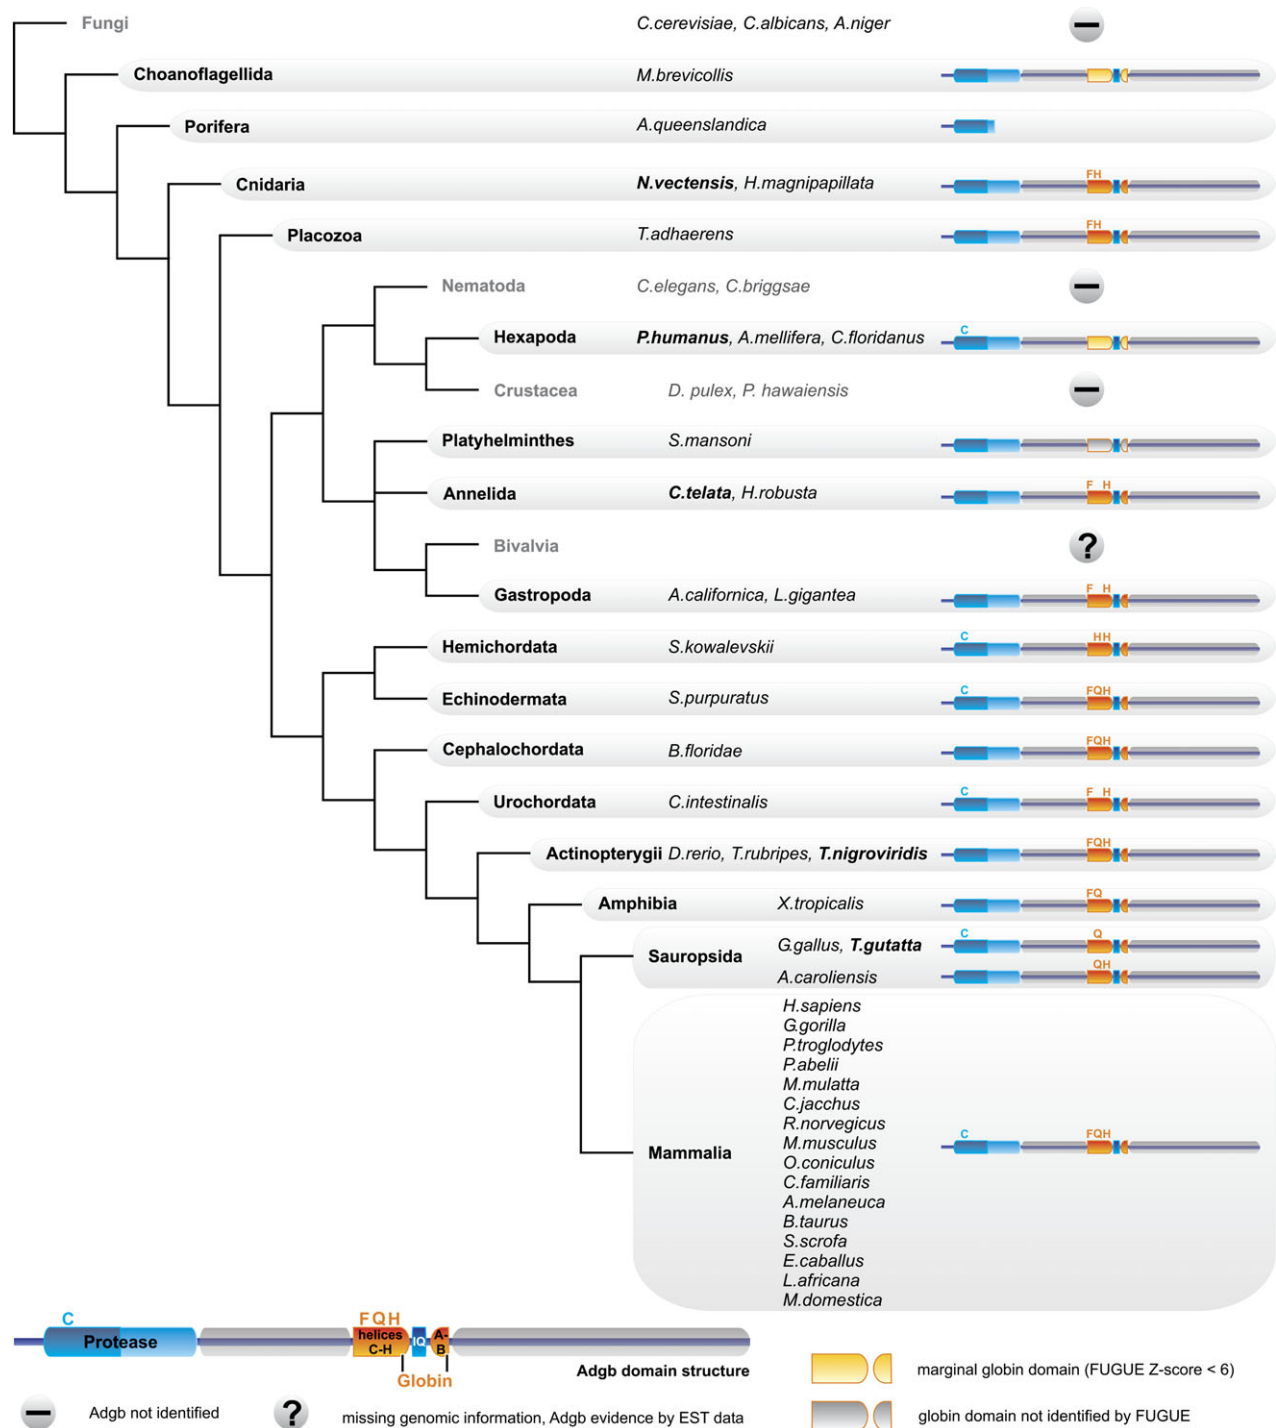 Fungi C.cerevisiae, C.albicans, A.niger
Choanoflagellida M.brevicollis
Porifera A.queenslandica
FH
Cnidaria N.vectensis, H.magnipapillata
FH
Placozoa T.adhaerens
Nematoda C.elegans, C.briggsae
C
Hexapoda P.humanus, A.mellifera, C.floridanus
Crustacea D. pulex, P. hawaiensis
Platyhelminthes S.mansoni
F H
Annelida C.telata, H.robusta
Bivalvia ?
F H
Gastropoda A.californica, L.gigantea
C HH
Hemichordata S.kowalevskii
C FQH
Echinodermata S.purpuratus
FQH
Cephalochordata B.floridae
C F H
Urochordata C.intestinalis
FQH
Actinopterygii D.rerio, T.rubripes, T.nigroviridis
FQ
Amphibia X.tropicalis
C Q
G.gallus, T.gutatta
Sauropsida
QH
A.caroliensis
H.sapiens
G.gorilla
P.troglodytes
P.abelii
M.mulatta
C.jacchus
R.norvegicus
C FQH
M.musculus
Mammalia
O.coniculus
C.familiaris
A.melaneuca
B.taurus
S.scrofa
E.caballus
L.africana
M.domestica
C FQH
Protease helices C-H IQ A-B
Globin
Adgb domain structure
marginal globin domain (FUGUE Z-score < 6)
Adgb not identified
? missing genomic information, Adgb evidence by EST data
globin domain not identified by FUGUE